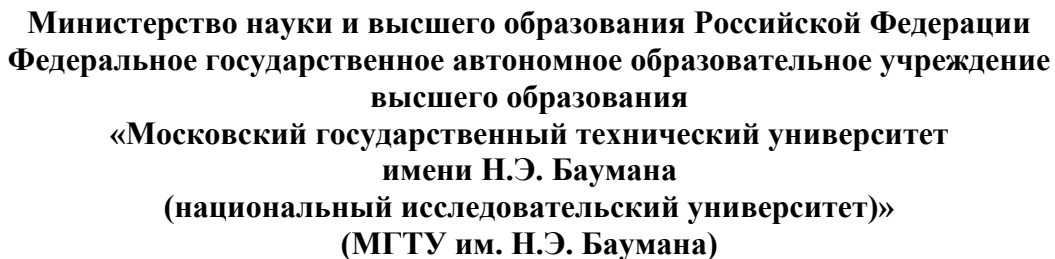 Министерство науки и высшего образования Российской Федерации
Федеральное государственное автономное образовательное учреждение
высшего образования
«Московский государственный технический университет
имени Н.Э. Баумана
(национальный исследовательский университет)»
(МГТУ им. Н.Э. Баумана)